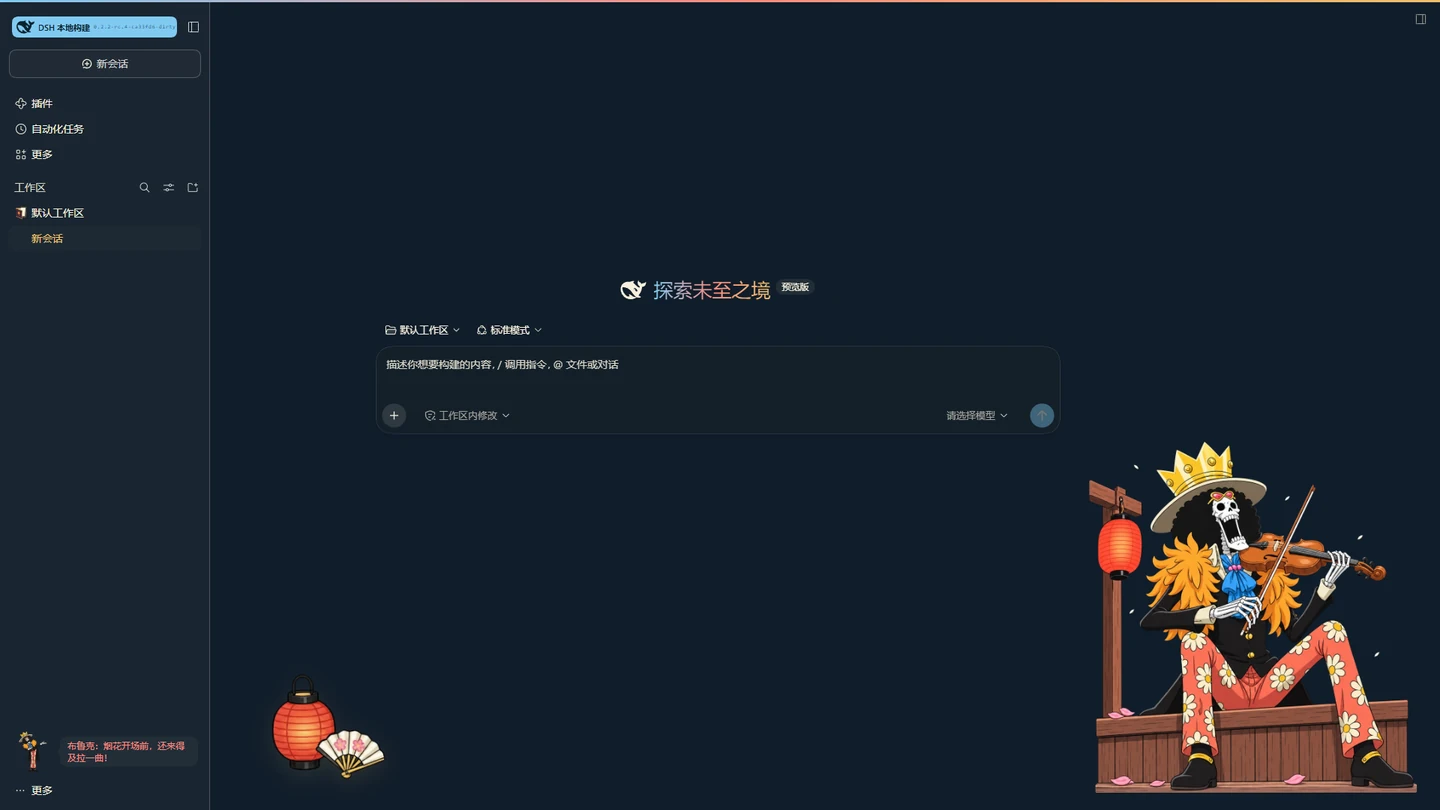 DSH 本地构建
新会话
插件
自动化任务
更多
工作区
默认工作区
新会话
探索未至之境 预览版
默认工作区 标准模式
描述你想要构建的内容, / 调用指令, @ 文件或对话
工作区内修改 请选择模型
布鲁克：烟花开场前，还来得
及拉一曲！
更多